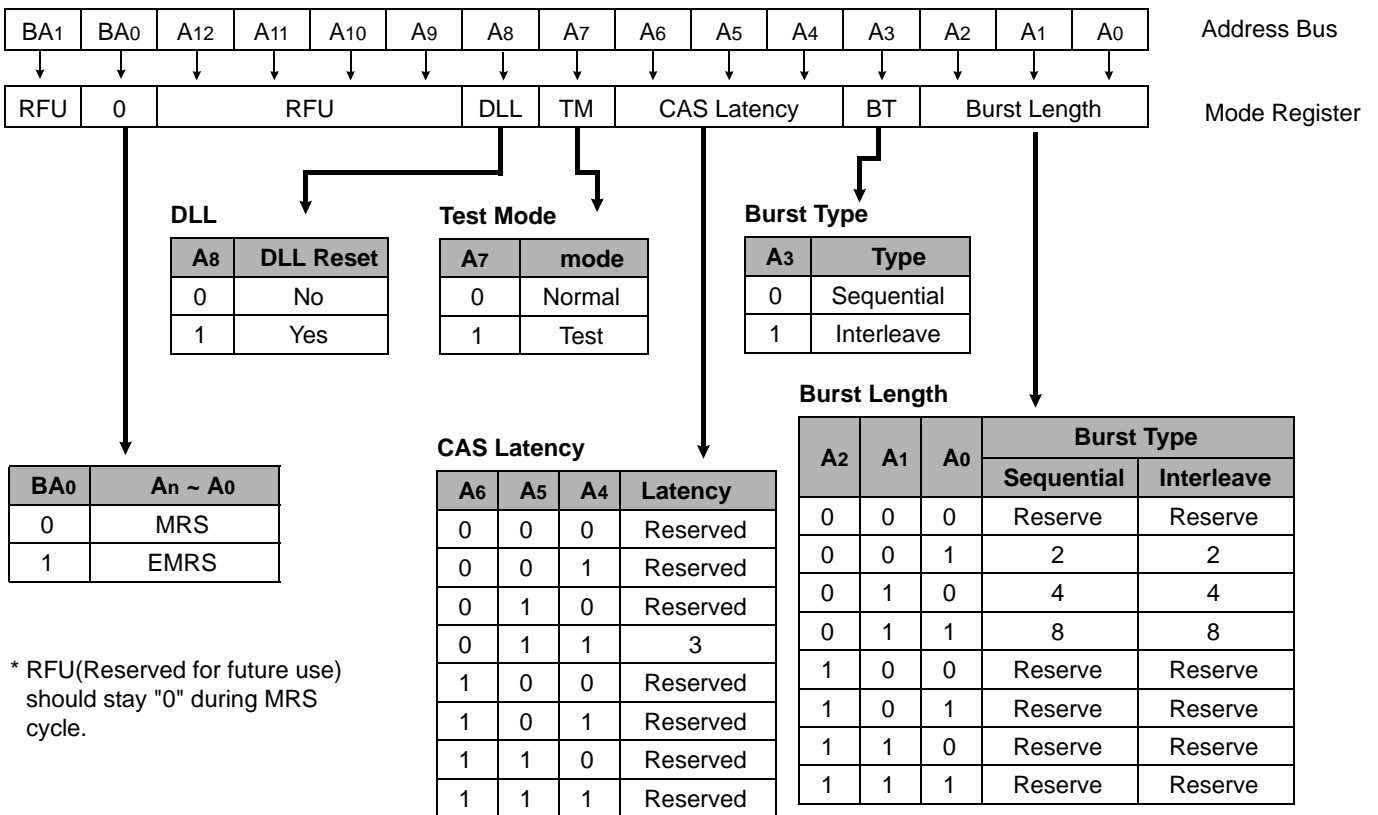 BA1 BA0 A12 A11 A10 A9 A8 A7 A6 A5 A4 A3 A2 A1 A0 Address Bus
RFU 0 RFU DLL TM CAS Latency BT Burst Length Mode Register
DLL
A8 DLL Reset
0 No
1 Yes
Test Mode
A7 mode
0 Normal
1 Test
Burst Type
A3 Type
0 Sequential
1 Interleave
BA0 An ~ A0
0 MRS
1 EMRS
* RFU(Reserved for future use)
should stay "0" during MRS
cycle.
CAS Latency
A6 A5 A4 Latency
0 0 0 Reserved
0 0 1 Reserved
0 1 0 Reserved
0 1 1 3
1 0 0 Reserved
1 0 1 Reserved
1 1 0 Reserved
1 1 1 Reserved
Burst Length
A2 A1 A0 Burst Type
Sequential Interleave
0 0 0 Reserve Reserve
0 0 1 2 2
0 1 0 4 4
0 1 1 8 8
1 0 0 Reserve Reserve
1 0 1 Reserve Reserve
1 1 0 Reserve Reserve
1 1 1 Reserve Reserve